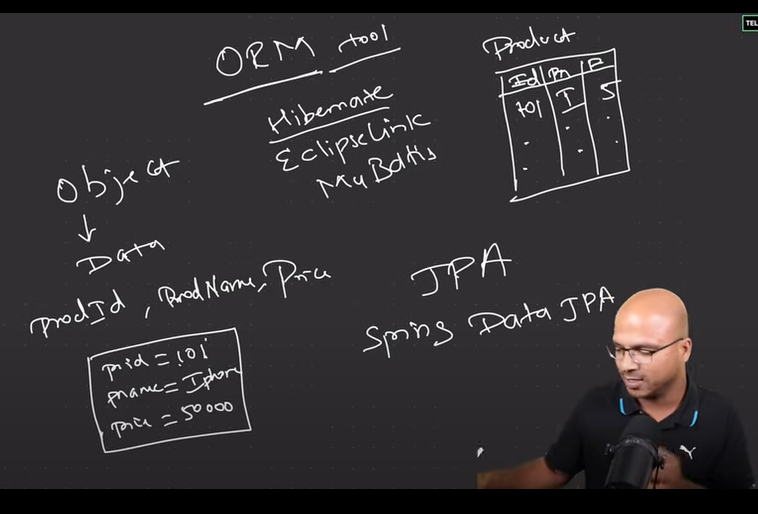 ORM tool
Hibernate
EclipseLink
MyBatis
Product
Id Pn P
101 I 5
Object
↓
Data
ProdId, ProdName, Price
prid = 101
pname = Iphone
price = 50000
JPA
Spring Data JPA
TEL